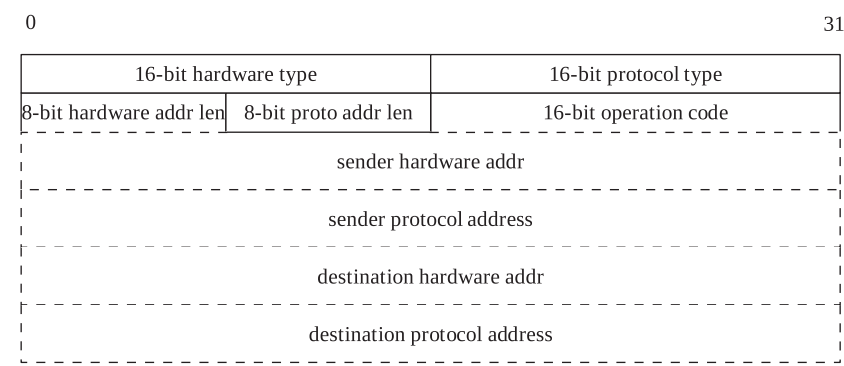 0 31
16-bit hardware type 16-bit protocol type
8-bit hardware addr len 8-bit proto addr len 16-bit operation code
sender hardware addr
sender protocol address
destination hardware addr
destination protocol address